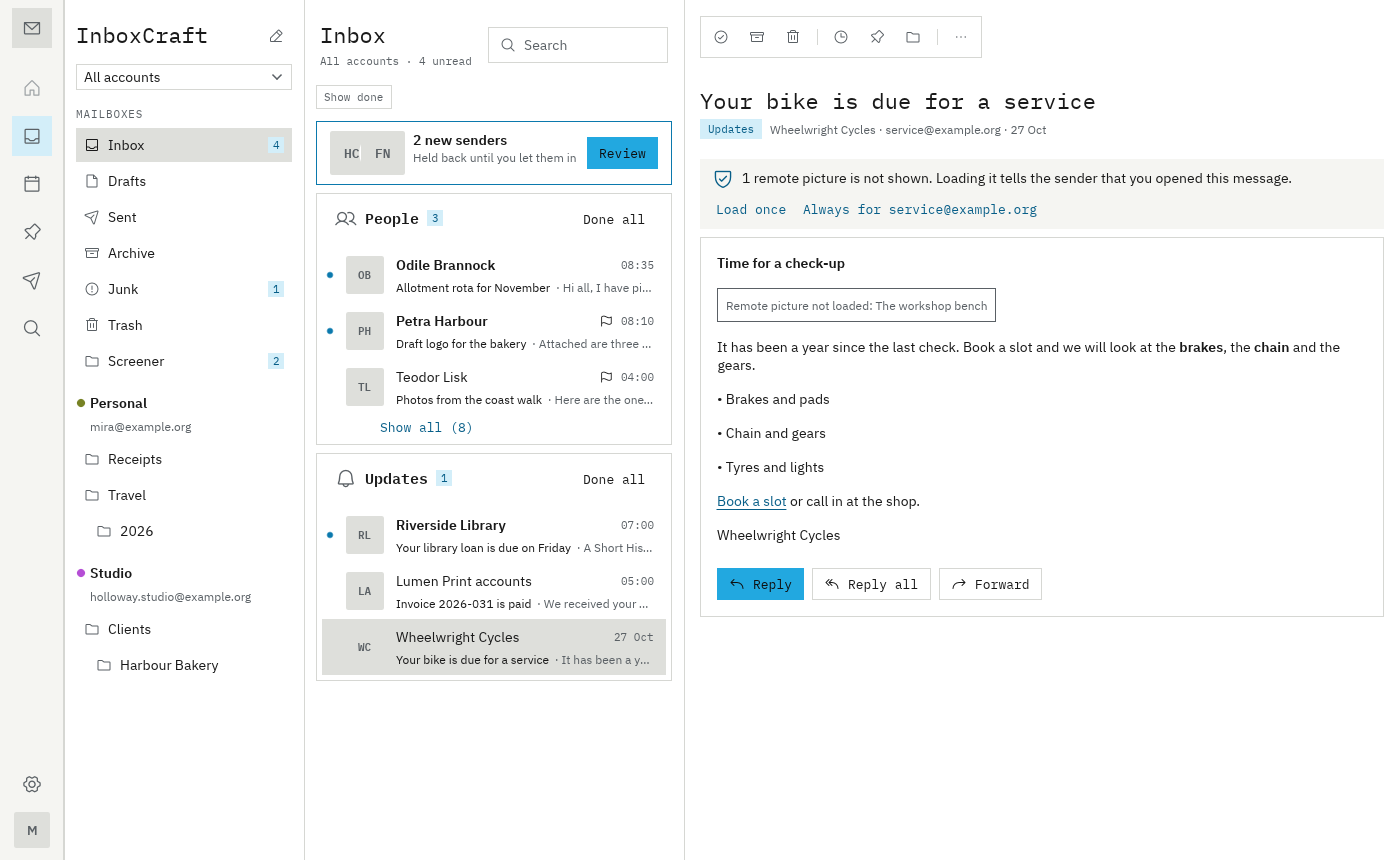 InboxCraft
All accounts
MAILBOXES
Inbox 4
Drafts
Sent
Archive
Junk 1
Trash
Screener 2
Personal
mira@example.org
Receipts
Travel
2026
Studio
holloway.studio@example.org
Clients
Harbour Bakery
M
Inbox
All accounts · 4 unread
Search
Show done
HC FN
2 new senders
Held back until you let them in
Review
People 3 Done all
OB
Odile Brannock 08:35
Allotment rota for November · Hi all, I have pi…
PH
Petra Harbour 08:10
Draft logo for the bakery · Attached are three …
TL
Teodor Lisk 04:00
Photos from the coast walk · Here are the one…
Show all (8)
Updates 1 Done all
RL
Riverside Library 07:00
Your library loan is due on Friday · A Short His…
LA
Lumen Print accounts 05:00
Invoice 2026-031 is paid · We received your …
WC
Wheelwright Cycles 27 Oct
Your bike is due for a service · It has been a y…
Your bike is due for a service
Updates Wheelwright Cycles · service@example.org · 27 Oct
1 remote picture is not shown. Loading it tells the sender that you opened this message.
Load once Always for service@example.org
Time for a check-up
Remote picture not loaded: The workshop bench
It has been a year since the last check. Book a slot and we will look at the brakes, the chain and the
gears.
• Brakes and pads
• Chain and gears
• Tyres and lights
Book a slot or call in at the shop.
Wheelwright Cycles
Reply Reply all Forward